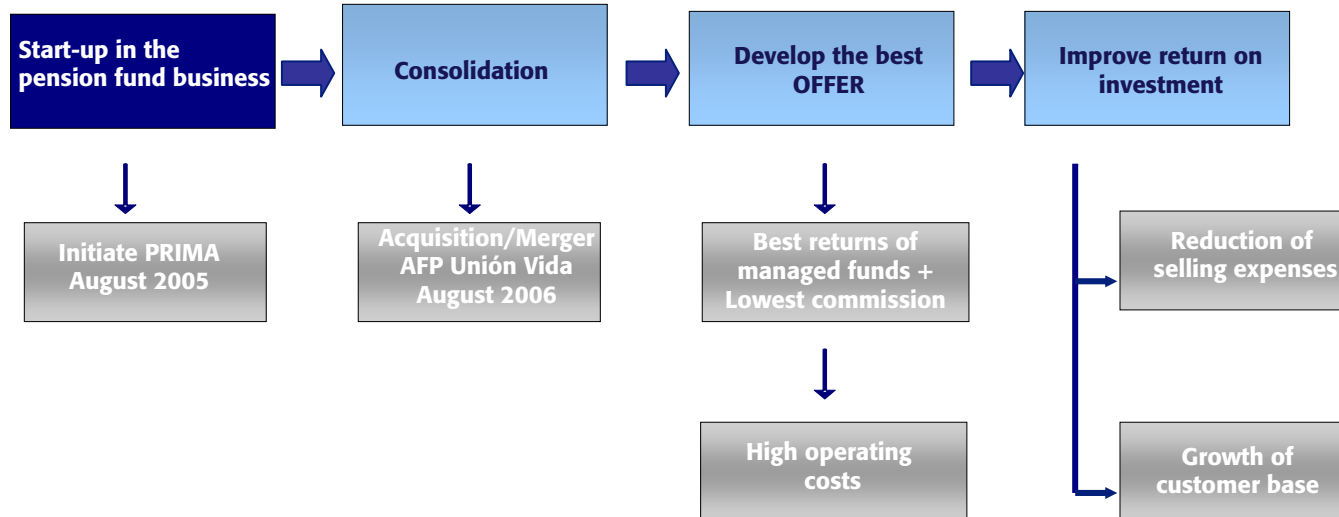 Start-up in the
pension fund business
Consolidation
Develop the best
OFFER
Improve return on
investment
Initiate PRIMA
August 2005
Acquisition/Merger
AFP Unión Vida
August 2006
Best returns of
managed funds +
Lowest commission
Reduction of
selling expenses
High operating
costs
Growth of
customer base